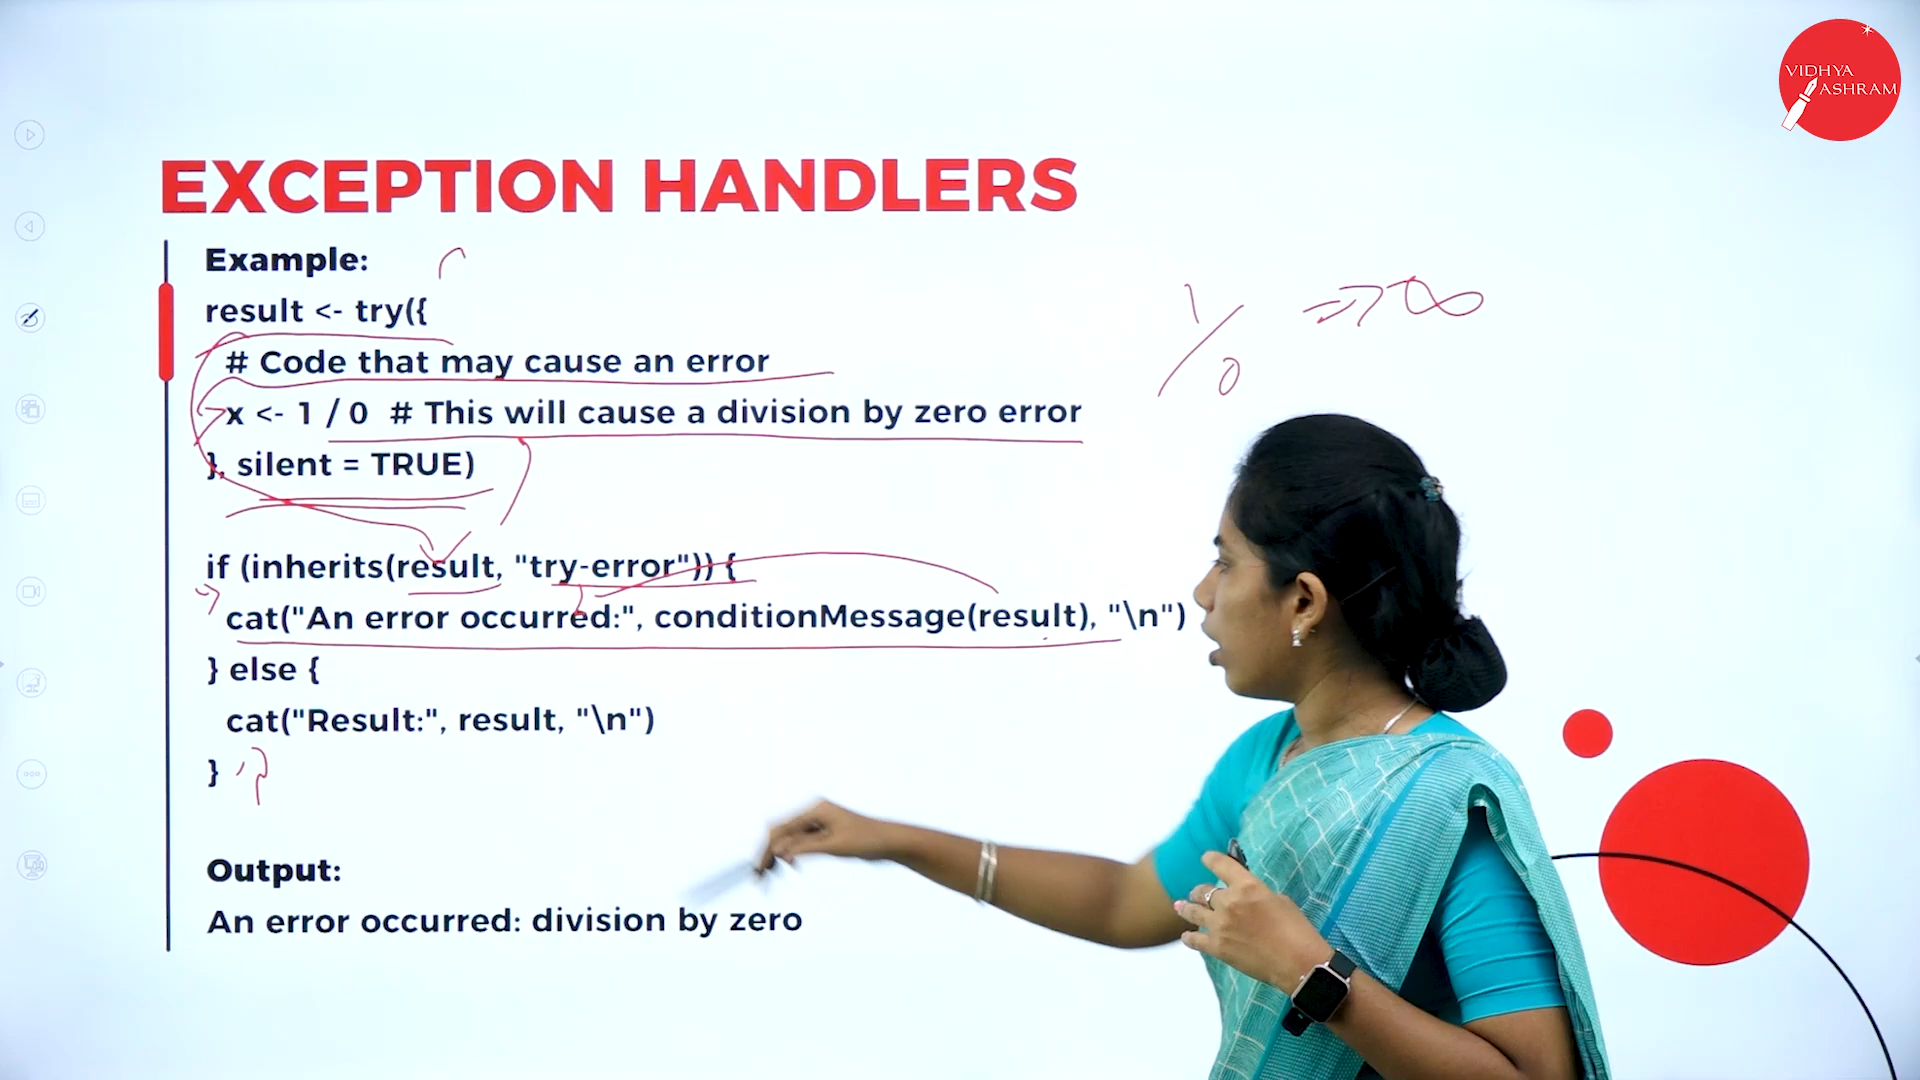 VIDHYA
ASHRAM
EXCEPTION HANDLERS
Example:
result <- try({
# Code that may cause an error
x <- 1 / 0 # This will cause a division by zero error
}, silent = TRUE)
if (inherits(result, "try-error")) {
cat("An error occurred:", conditionMessage(result), "\n")
} else {
cat("Result:", result, "\n")
}
Output:
An error occurred: division by zero
1/0 => ∞